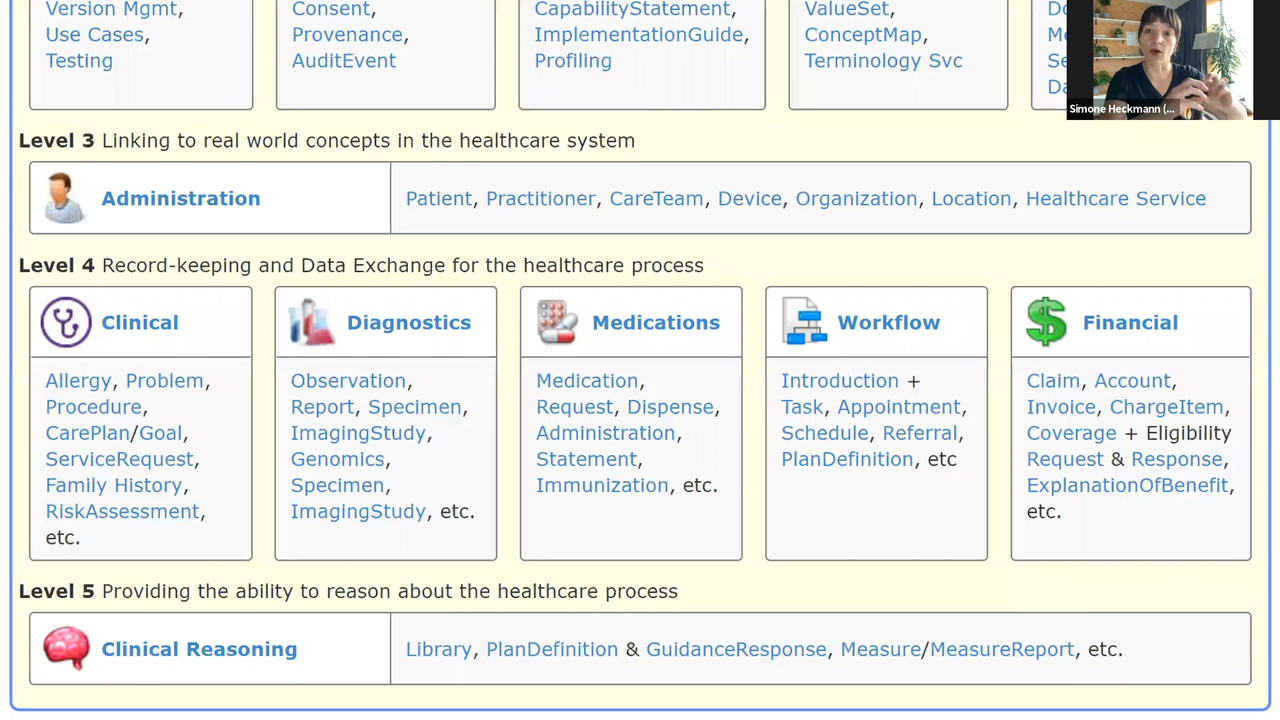 Version Mgmt,
Use Cases,
Testing
Consent,
Provenance,
AuditEvent
CapabilityStatement,
ImplementationGuide,
Profiling
ValueSet,
ConceptMap,
Terminology Svc
Simone Heckmann (...
Level 3 Linking to real world concepts in the healthcare system
Administration
Patient, Practitioner, CareTeam, Device, Organization, Location, Healthcare Service
Level 4 Record-keeping and Data Exchange for the healthcare process
Clinical
Allergy, Problem,
Procedure,
CarePlan/Goal,
ServiceRequest,
Family History,
RiskAssessment,
etc.
Diagnostics
Observation,
Report, Specimen,
ImagingStudy,
Genomics,
Specimen,
ImagingStudy, etc.
Medications
Medication,
Request, Dispense,
Administration,
Statement,
Immunization, etc.
Workflow
Introduction +
Task, Appointment,
Schedule, Referral,
PlanDefinition, etc
Financial
Claim, Account,
Invoice, ChargeItem,
Coverage + Eligibility
Request & Response,
ExplanationOfBenefit,
etc.
Level 5 Providing the ability to reason about the healthcare process
Clinical Reasoning
Library, PlanDefinition & GuidanceResponse, Measure/MeasureReport, etc.